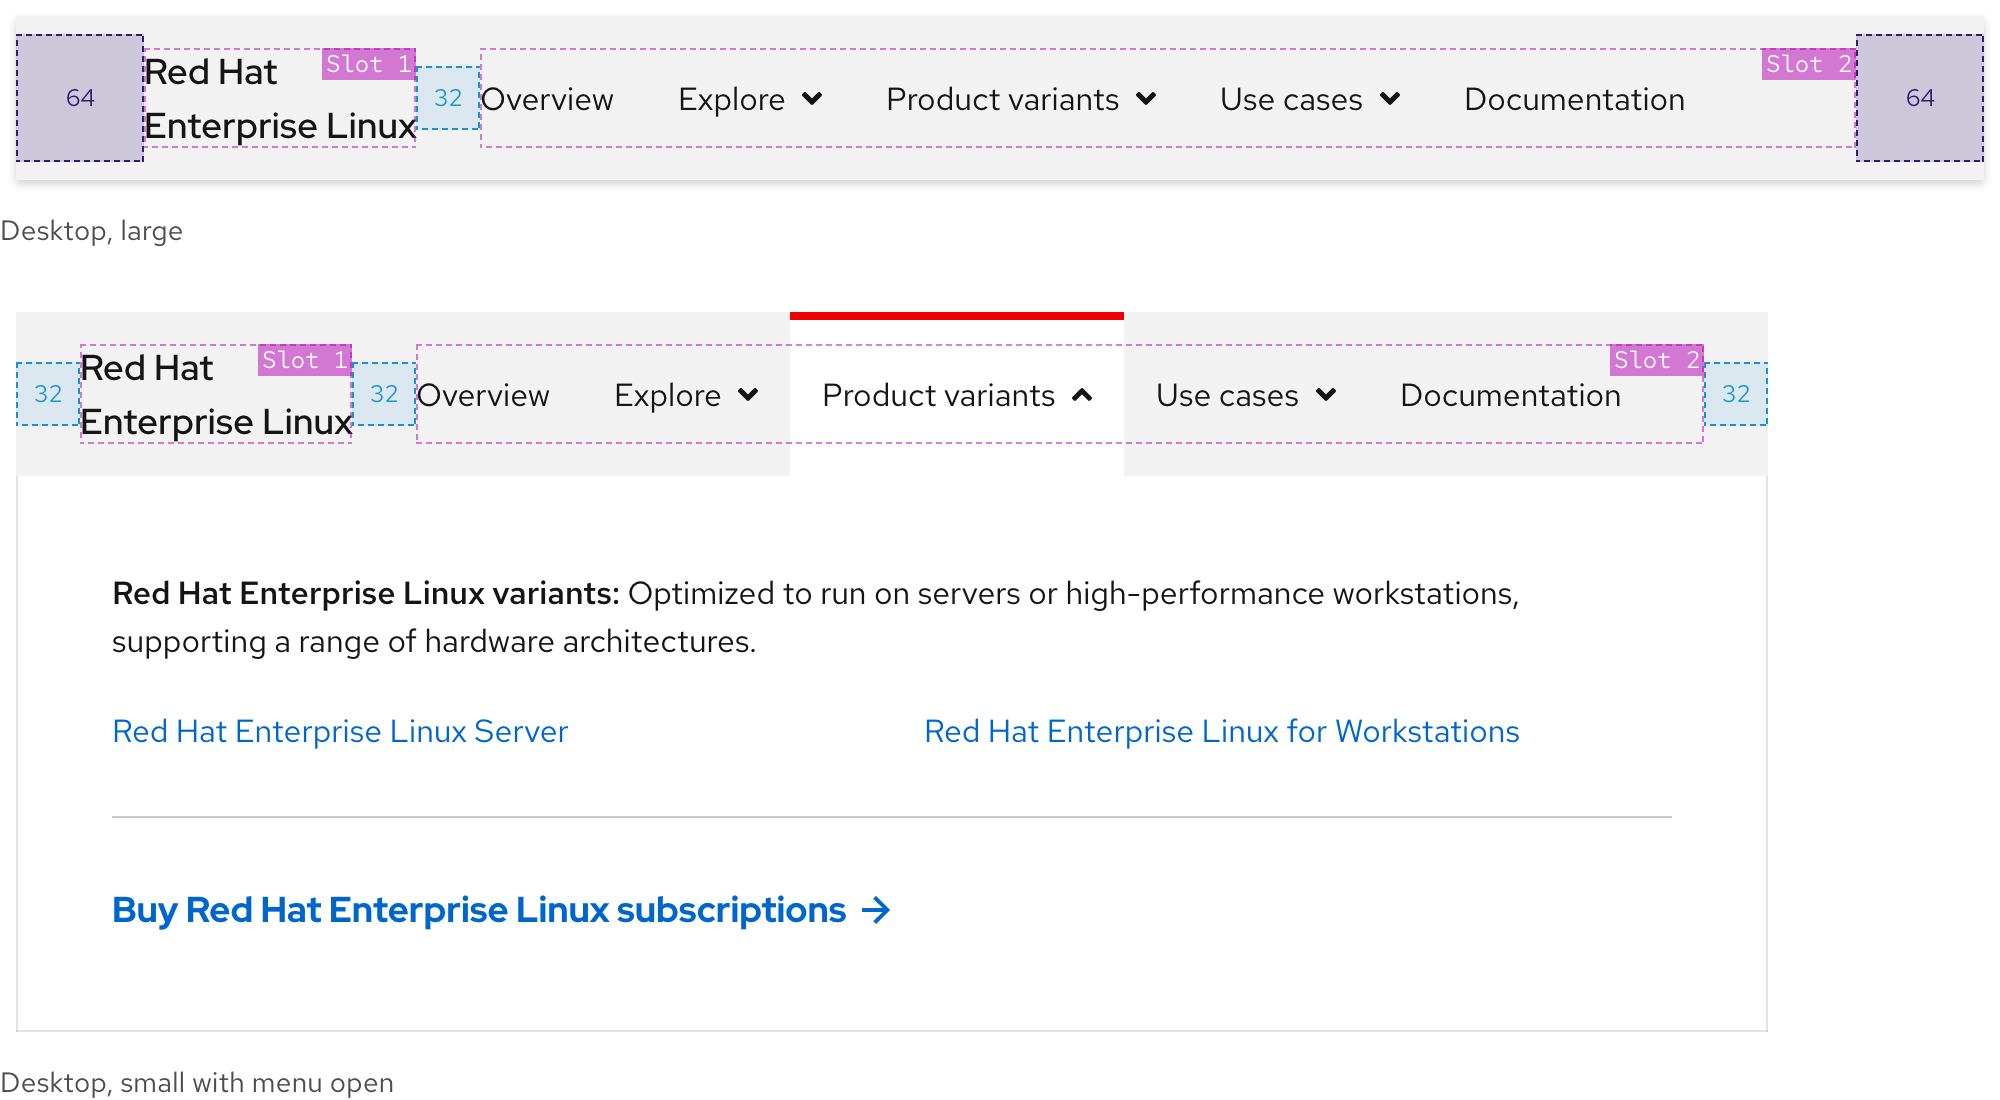 64
Red Hat
Enterprise Linux
Slot 1
32
Overview
Explore
Product variants
Use cases
Documentation
Slot 2
64
Desktop, large
32
Red Hat
Enterprise Linux
Slot 1
32
Overview
Explore
Product variants
Use cases
Documentation
Slot 2
32
Red Hat Enterprise Linux variants: Optimized to run on servers or high-performance workstations,
supporting a range of hardware architectures.
Red Hat Enterprise Linux Server
Red Hat Enterprise Linux for Workstations
Buy Red Hat Enterprise Linux subscriptions →
Desktop, small with menu open